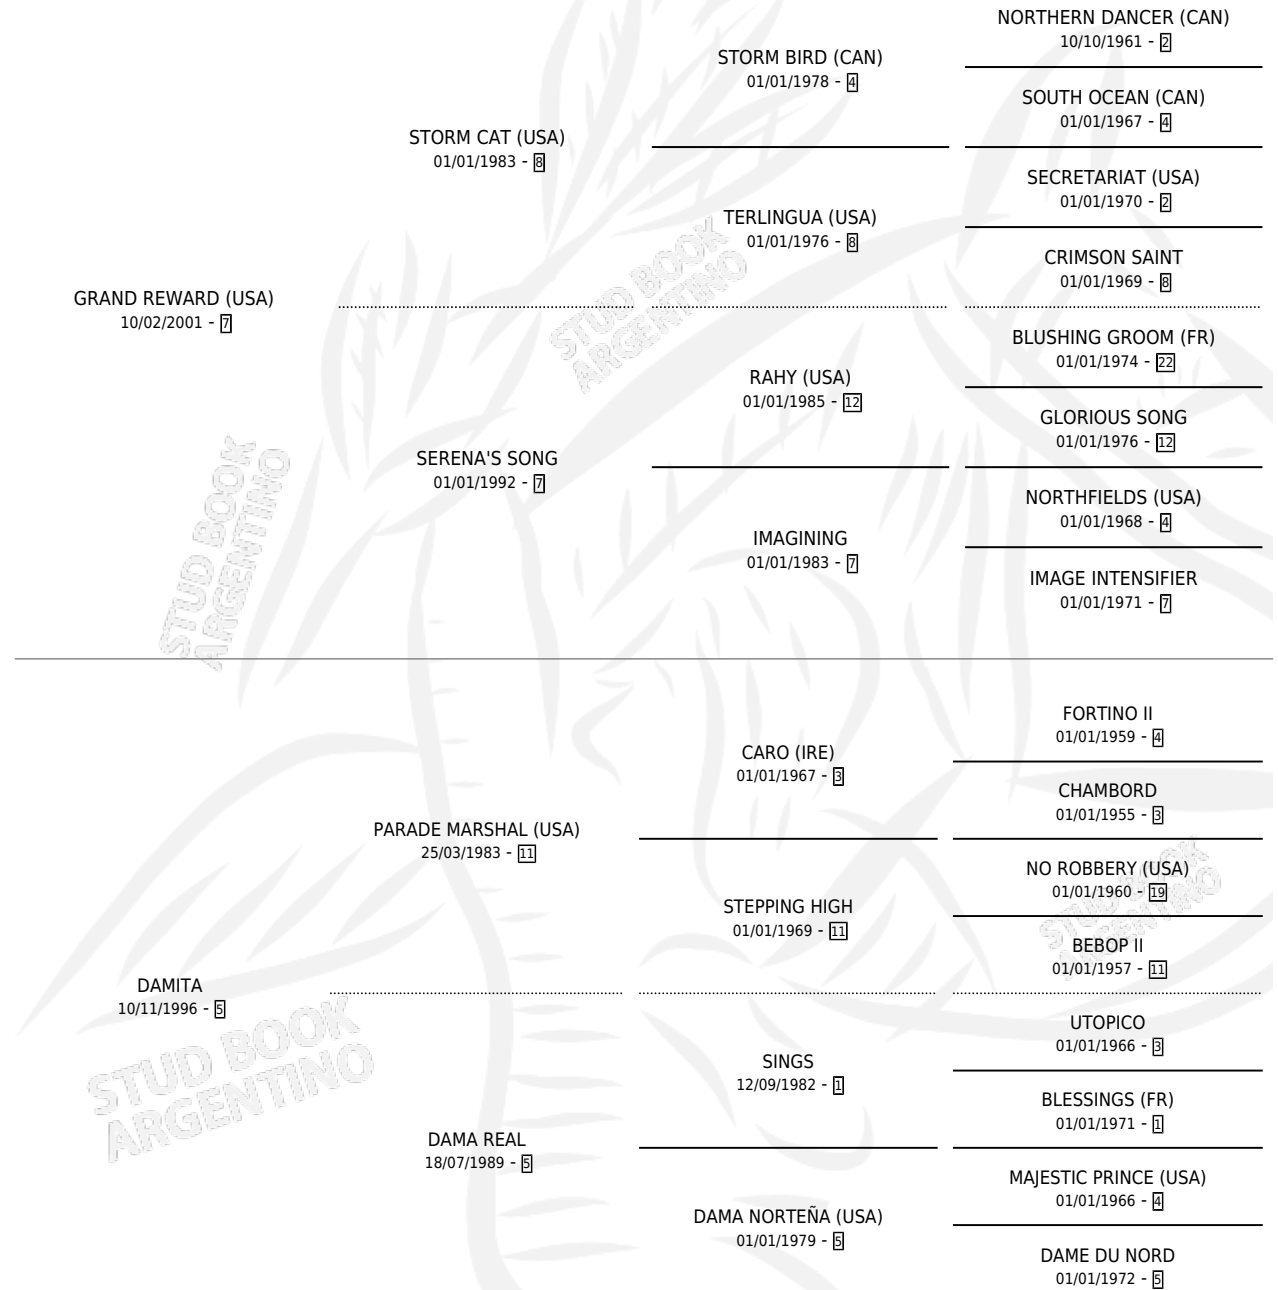 NORTHERN DANCER (CAN)
10/10/1961 - 2
STORM BIRD (CAN)
01/01/1978 - 4
SOUTH OCEAN (CAN)
01/01/1967 - 4
STORM CAT (USA)
01/01/1983 - 8
SECRETARIAT (USA)
01/01/1970 - 2
TERLINGUA (USA)
01/01/1976 - 8
CRIMSON SAINT
01/01/1969 - 8
GRAND REWARD (USA)
10/02/2001 - 7
BLUSHING GROOM (FR)
01/01/1974 - 22
RAHY (USA)
01/01/1985 - 12
GLORIOUS SONG
01/01/1976 - 12
SERENA'S SONG
01/01/1992 - 7
NORTHFIELDS (USA)
01/01/1968 - 4
IMAGINING
01/01/1983 - 7
IMAGE INTENSIFIER
01/01/1971 - 7
FORTINO II
01/01/1959 - 4
CARO (IRE)
01/01/1967 - 3
CHAMBORD
01/01/1955 - 3
PARADE MARSHAL (USA)
25/03/1983 - 11
NO ROBBERY (USA)
01/01/1960 - 19
STEPPING HIGH
01/01/1969 - 11
BEBOP II
01/01/1957 - 11
DAMITA
10/11/1996 - 5
UTOPICO
01/01/1966 - 3
SINGS
12/09/1982 - 1
BLESSINGS (FR)
01/01/1971 - 1
DAMA REAL
18/07/1989 - 5
MAJESTIC PRINCE (USA)
01/01/1966 - 4
DAMA NORTEÑA (USA)
01/01/1979 - 5
DAME DU NORD
01/01/1972 - 5
STUD BOOK
ARGENTINO
STUD BOOK
ARGENTINO
STUD BOOK
ARGENTINO
STUD BOOK
ARGENTINO